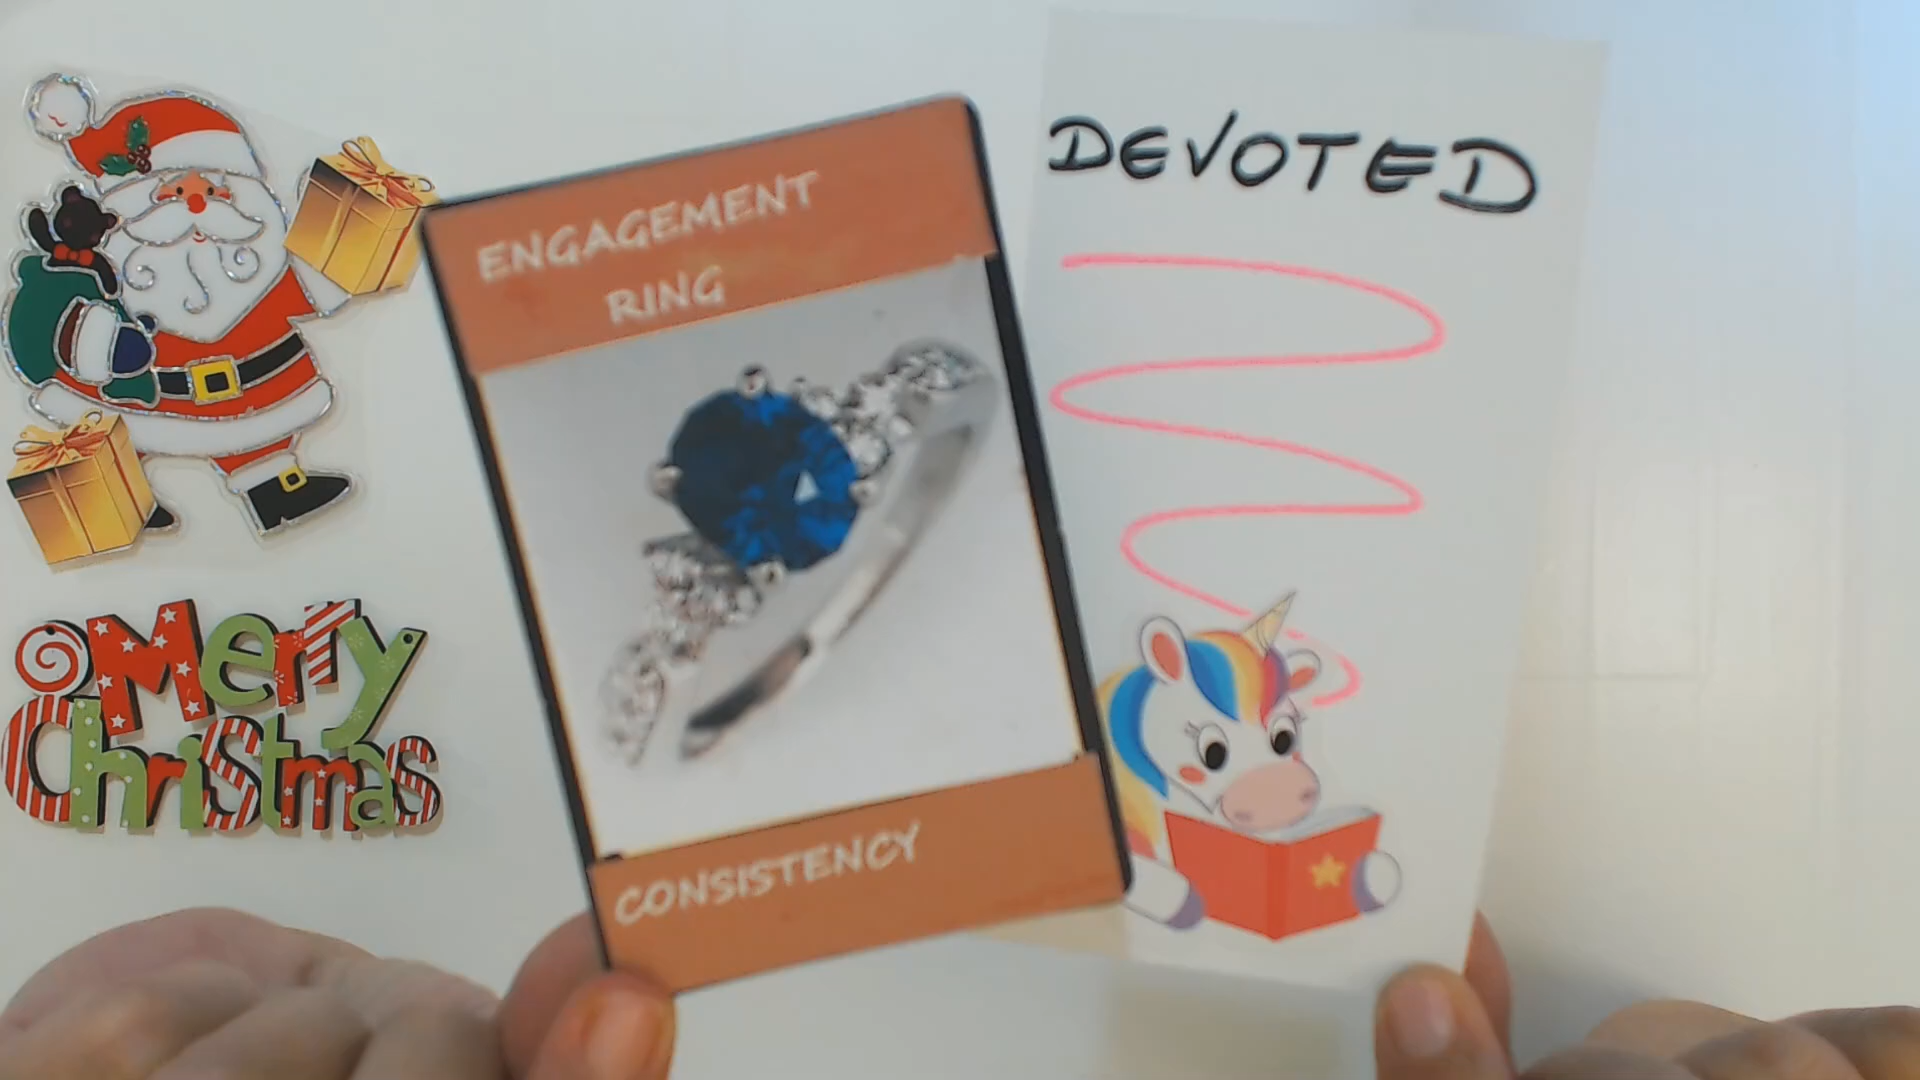 ENGAGEMENT
RING
CONSISTENCY
DEVOTED
Merry
Christmas